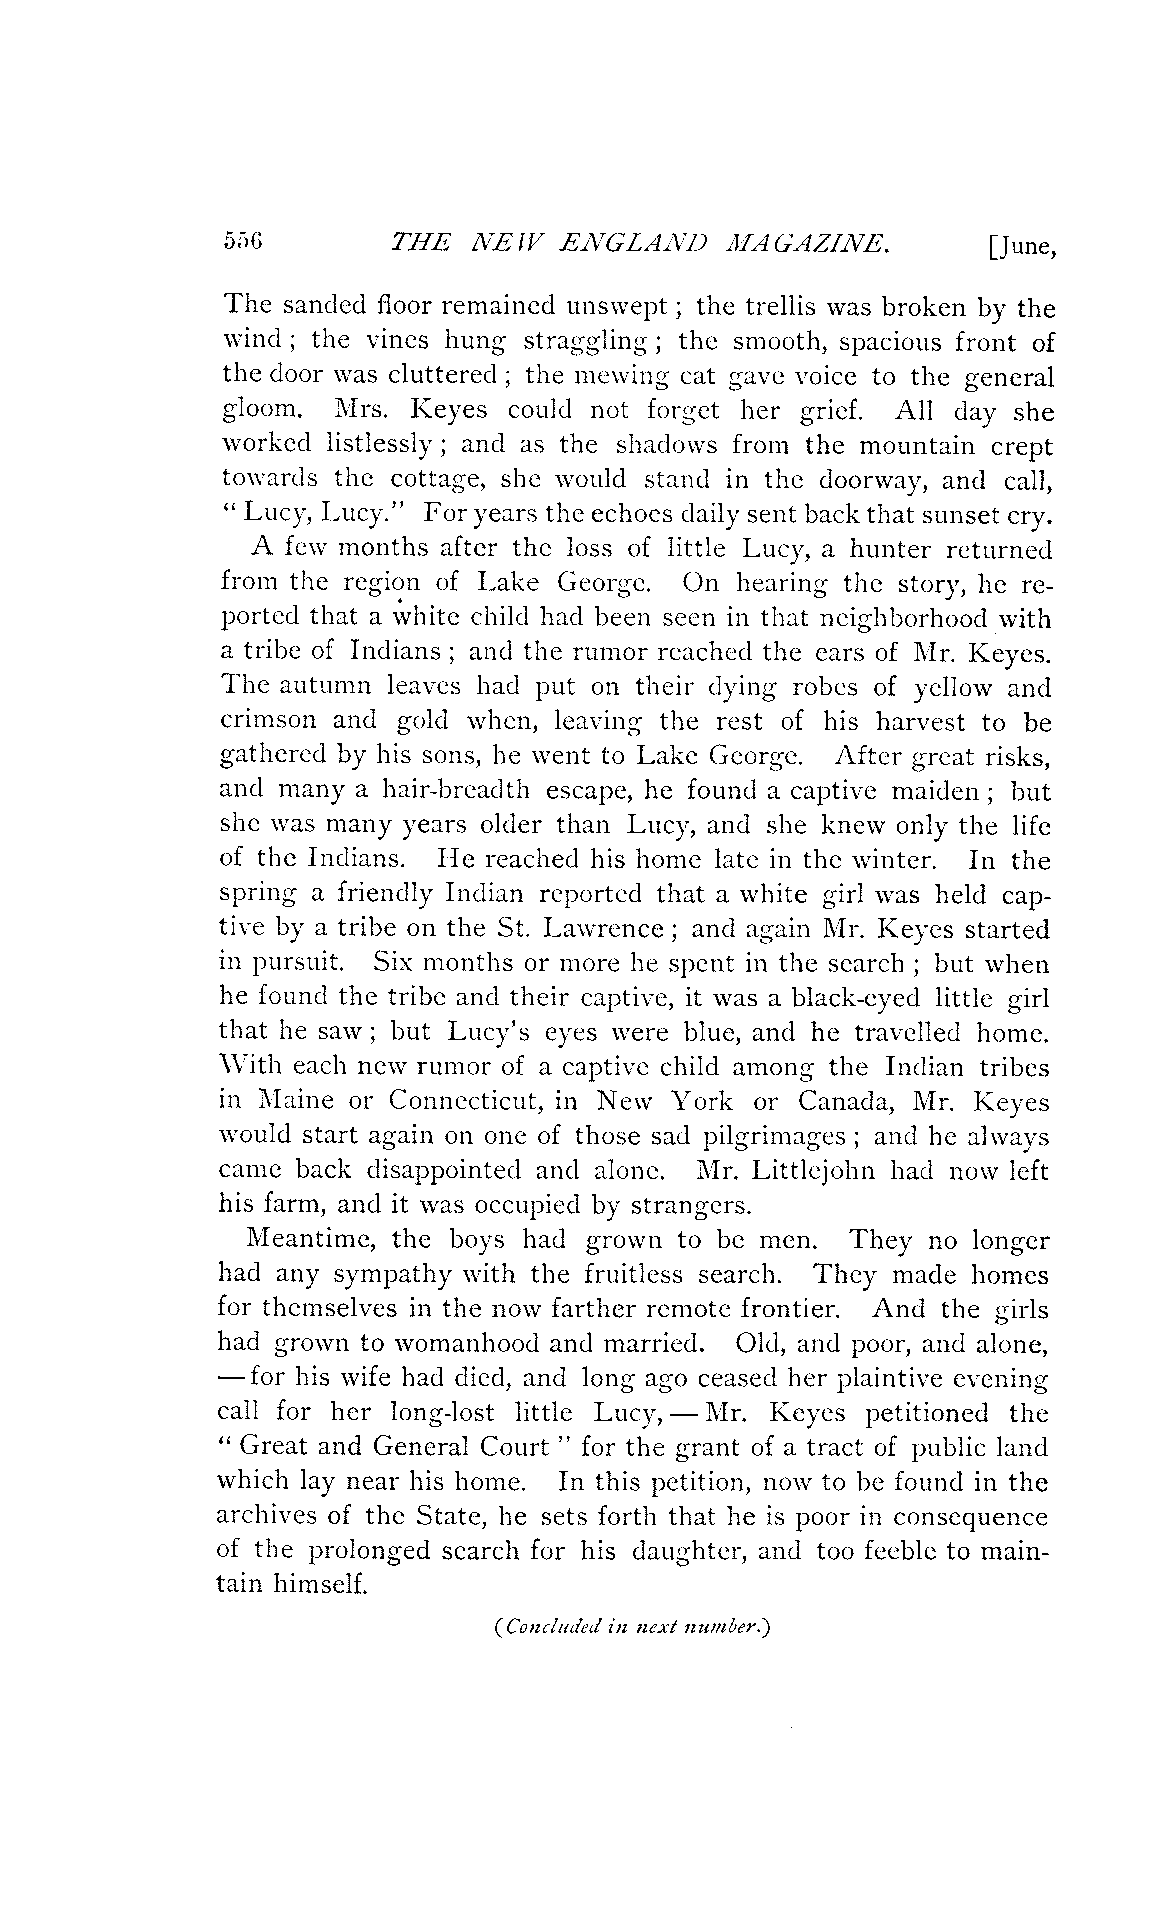 556 THE NEW ENGLAND MAGAZINE. [June,
The sanded floor remained unswept ; the trellis was broken by the
wind ; the vines hung straggling ; the smooth, spacious front of
the door was cluttered ; the mewing cat gave voice to the general
gloom. Mrs. Keyes could not forget her grief. All day she
worked listlessly ; and as the shadows from the mountain crept
towards the cottage, she would stand in the doorway, and call,
“ Lucy, Lucy.” For years the echoes daily sent back that sunset cry.
A few months after the loss of little Lucy, a hunter returned
from the region of Lake George. On hearing the story, he re-
ported that a white child had been seen in that neighborhood with
a tribe of Indians ; and the rumor reached the ears of Mr. Keyes.
The autumn leaves had put on their dying robes of yellow and
crimson and gold when, leaving the rest of his harvest to be
gathered by his sons, he went to Lake George. After great risks,
and many a hair-breadth escape, he found a captive maiden ; but
she was many years older than Lucy, and she knew only the life
of the Indians. He reached his home late in the winter. In the
spring a friendly Indian reported that a white girl was held cap-
tive by a tribe on the St. Lawrence ; and again Mr. Keyes started
in pursuit. Six months or more he spent in the search ; but when
he found the tribe and their captive, it was a black-eyed little girl
that he saw ; but Lucy's eyes were blue, and he travelled home.
With each new rumor of a captive child among the Indian tribes
in Maine or Connecticut, in New York or Canada, Mr. Keyes
would start again on one of those sad pilgrimages ; and he always
came back disappointed and alone. Mr. Littlejohn had now left
his farm, and it was occupied by strangers.
Meantime, the boys had grown to be men. They no longer
had any sympathy with the fruitless search. They made homes
for themselves in the now farther remote frontier. And the girls
had grown to womanhood and married. Old, and poor, and alone,
— for his wife had died, and long ago ceased her plaintive evening
call for her long-lost little Lucy, — Mr. Keyes petitioned the
“ Great and General Court ” for the grant of a tract of public land
which lay near his home. In this petition, now to be found in the
archives of the State, he sets forth that he is poor in consequence
of the prolonged search for his daughter, and too feeble to main-
tain himself.
(Concluded in next number.)